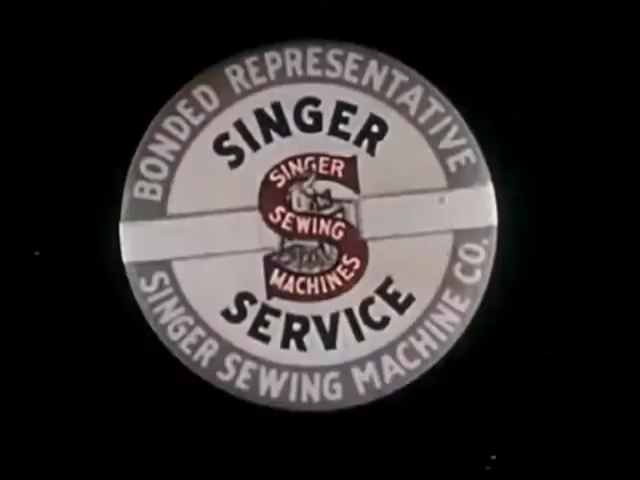 BONDED REPRESENTATIVE
SINGER
SINGER
SEWING
MACHINES
SERVICE
SINGER SEWING MACHINE CO.